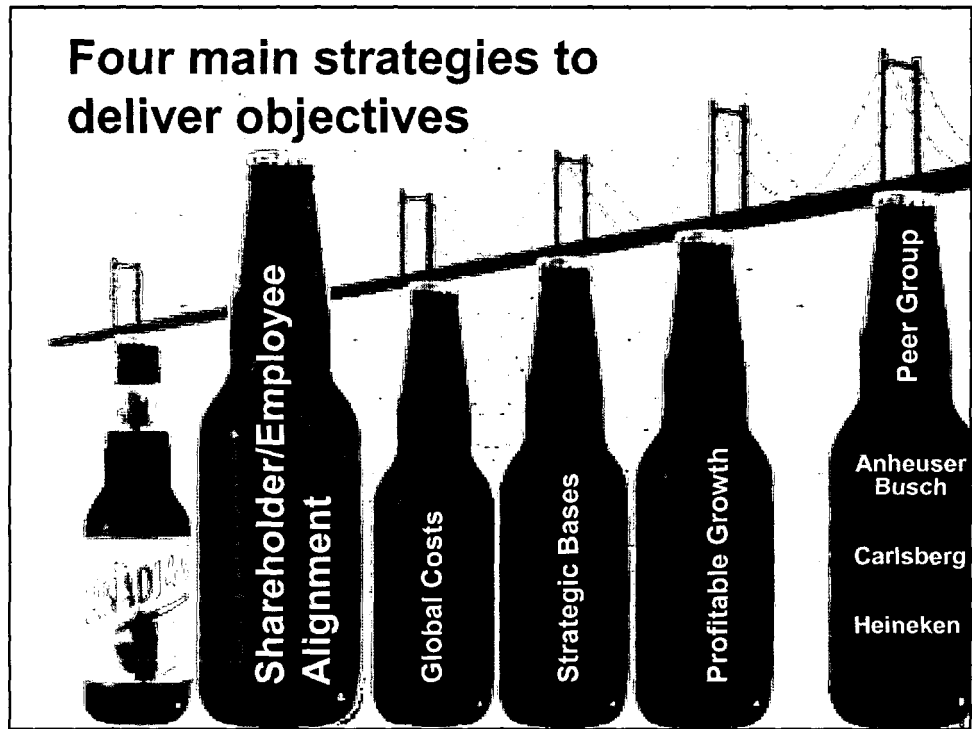 Four main strategies to
deliver objectives
Shareholder/Employee
Alignment
Global Costs
Strategic Bases
Profitable Growth
Peer Group
Anheuser
Busch
Carlsberg
Heineken